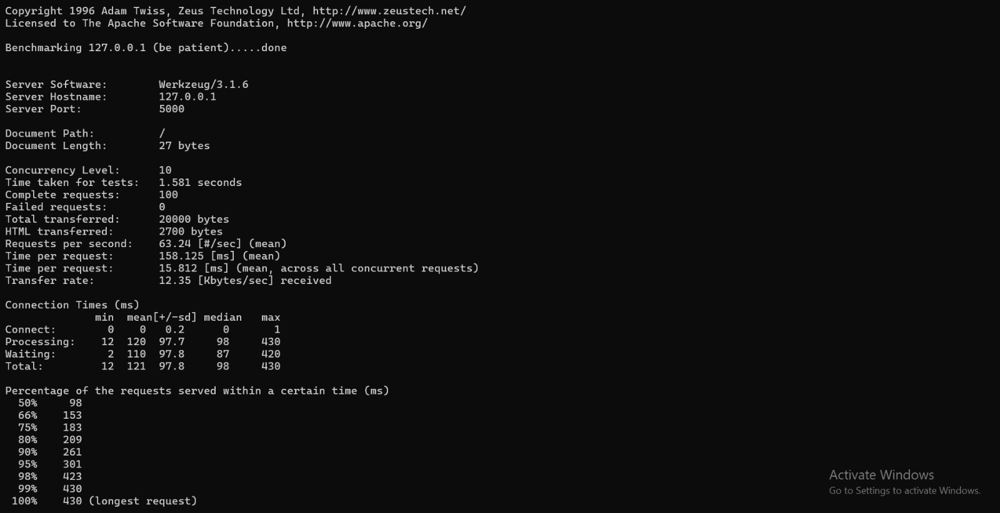 Copyright 1996 Adam Twiss, Zeus Technology Ltd, http://www.zeustech.net/
Licensed to The Apache Software Foundation, http://www.apache.org/

Benchmarking 127.0.0.1 (be patient).....done


Server Software:        Werkzeug/3.1.6
Server Hostname:        127.0.0.1
Server Port:            5000

Document Path:          /
Document Length:        27 bytes

Concurrency Level:      10
Time taken for tests:   1.581 seconds
Complete requests:      100
Failed requests:        0
Total transferred:      20000 bytes
HTML transferred:       2700 bytes
Requests per second:    63.24 [#/sec] (mean)
Time per request:       158.125 [ms] (mean)
Time per request:       15.812 [ms] (mean, across all concurrent requests)
Transfer rate:          12.35 [Kbytes/sec] received

Connection Times (ms)
              min  mean[+/-sd] median   max
Connect:        0    0   0.2      0       1
Processing:    12  120  97.7     98     430
Waiting:        2  110  97.8     87     420
Total:         12  121  97.8     98     430

Percentage of the requests served within a certain time (ms)
  50%     98
  66%    153
  75%    183
  80%    209
  90%    261
  95%    301
  98%    423
  99%    430
 100%    430 (longest request)
Activate Windows
Go to Settings to activate Windows.